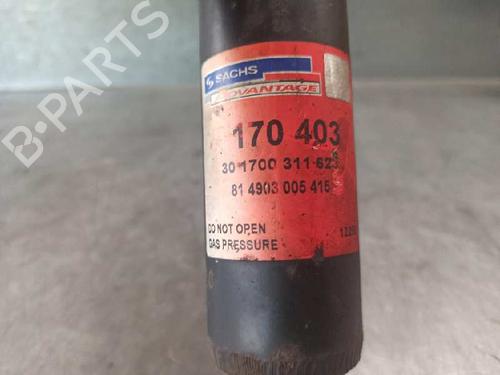 SACHS
ADVANTAGE
170 403
30 1700 311 623
81 4903 005 415
DO NOT OPEN
GAS PRESSURE
B-PARTS